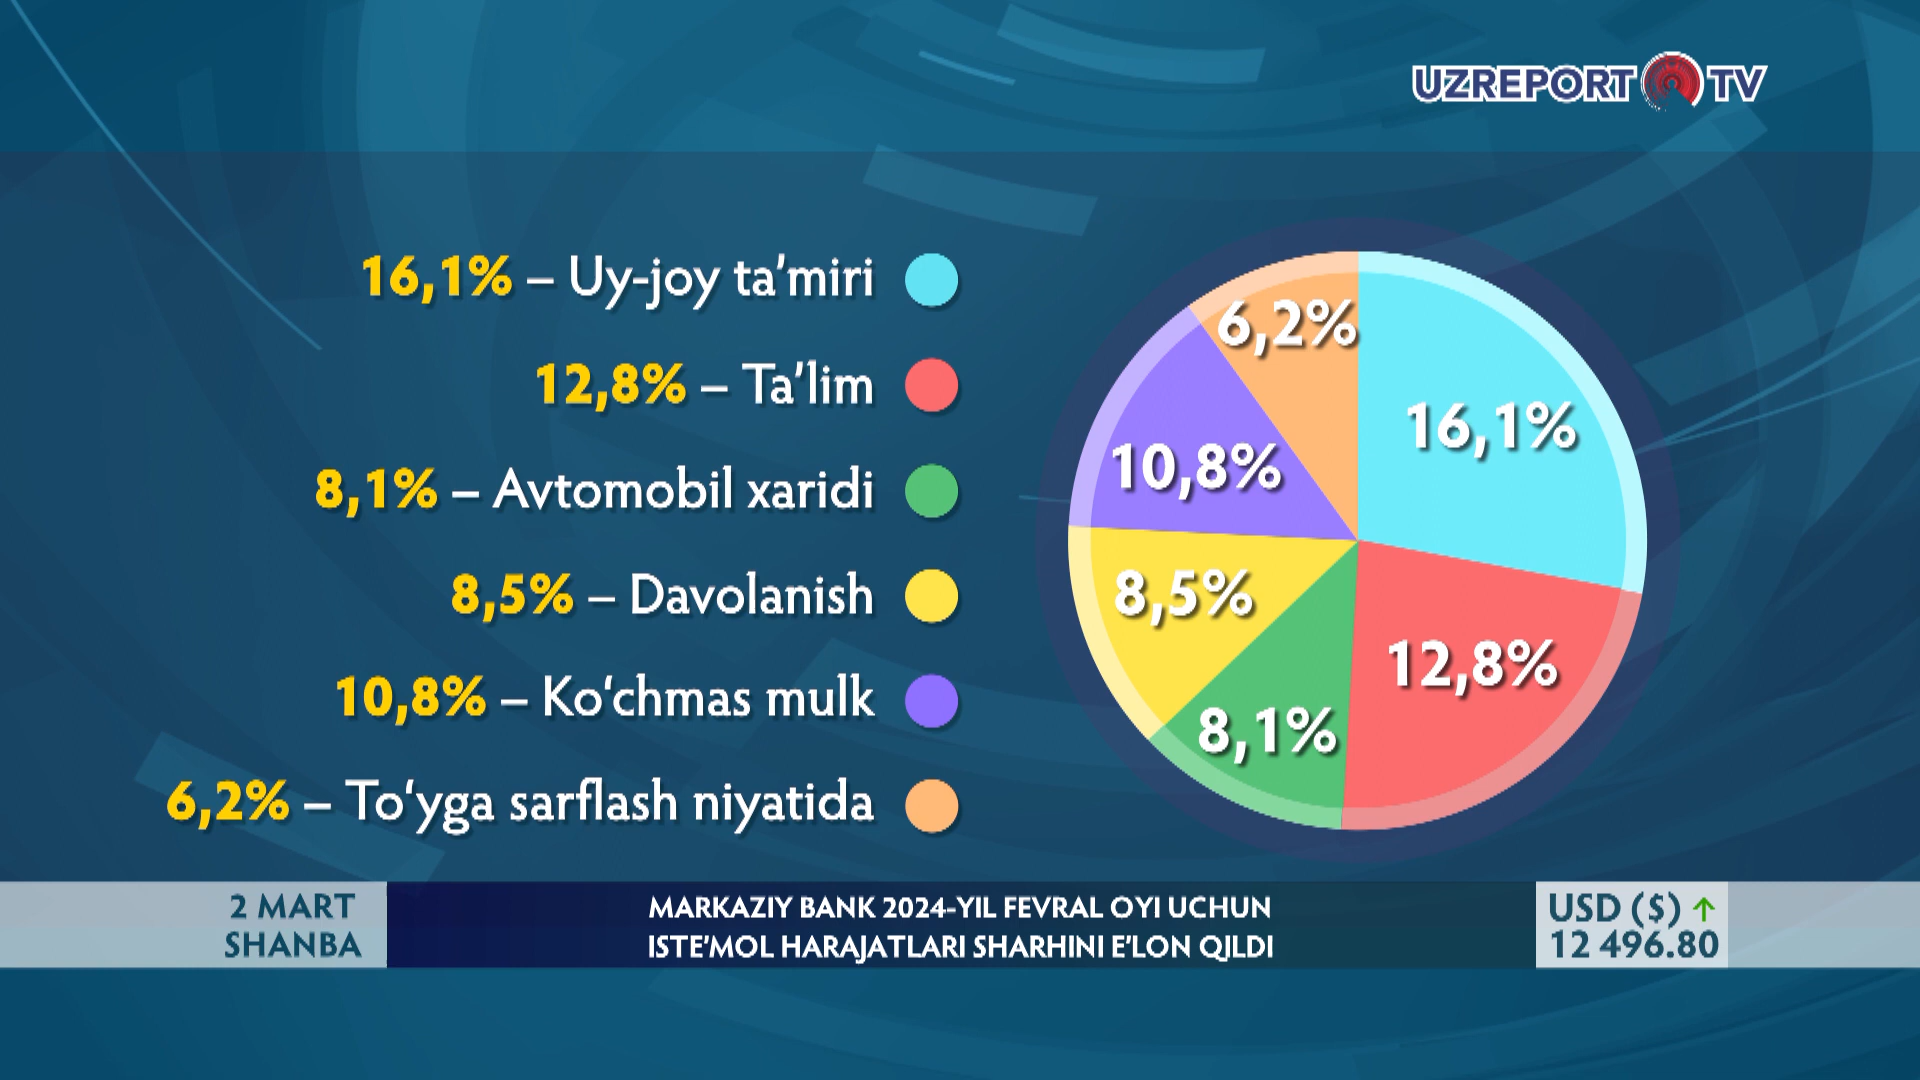 UZREPORT TV
16,1% – Uy-joy ta’miri
12,8% – Ta’lim
8,1% – Avtomobil xaridi
8,5% – Davolanish
10,8% – Ko‘chmas mulk
6,2% – To‘yga sarflash niyatida
6,2%
16,1%
10,8%
8,5%
12,8%
8,1%
2 MART
SHANBA
MARKAZIY BANK 2024-YIL FEVRAL OYI UCHUN
ISTE’MOL HARAJATLARI SHARHINI E’LON QILDI
USD ($) ↑
12 496.80